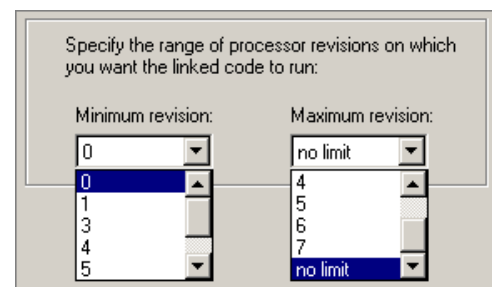 Specify the range of processor revisions on which
you want the linked code to run:
Minimum revision:
Maximum revision:
0
no limit
0
1
3
4
5
4
5
6
7
no limit